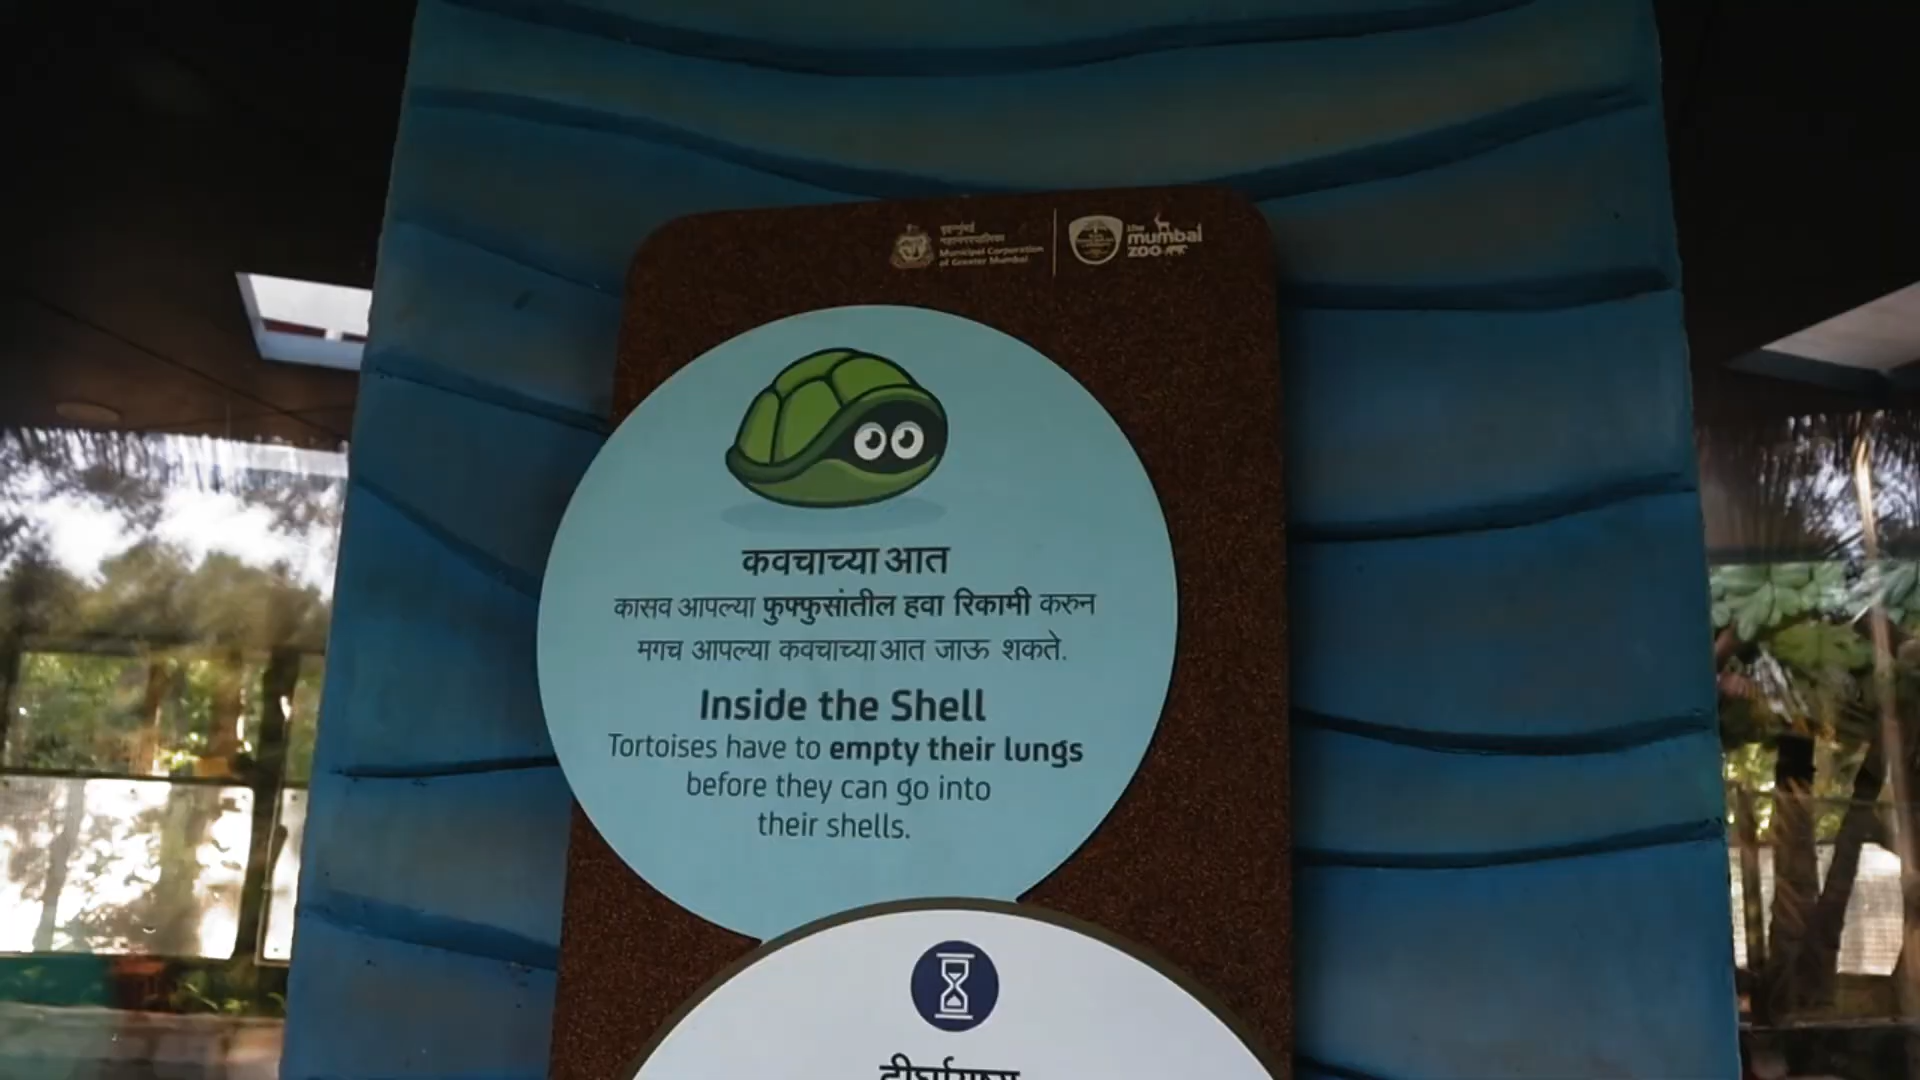 बृहन्मुंबई
महानगरपालिका
Municipal Corporation
of Greater Mumbai
the
mumbai
zoo
कवचाच्या आत
कासव आपल्या फुफ्फुसांतील हवा रिकामी करुन
मगच आपल्या कवचाच्या आत जाऊ शकते.
Inside the Shell
Tortoises have to empty their lungs
before they can go into
their shells.